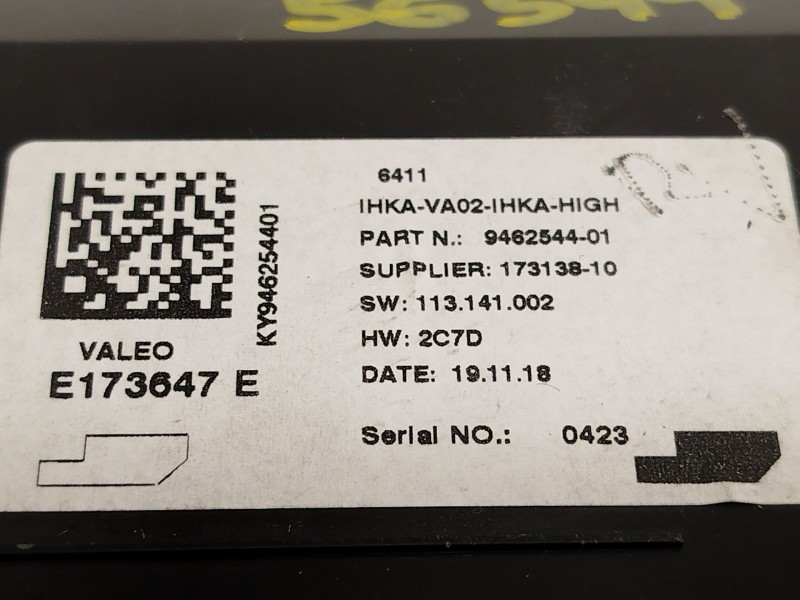 6411
IHKA-VA02-IHKA-HIGH
PART N.: 9462544-01
SUPPLIER: 173138-10
SW: 113.141.002
HW: 2C7D
DATE: 19.11.18
Serial NO.: 0423
KY946254401
VALEO
E173647 E